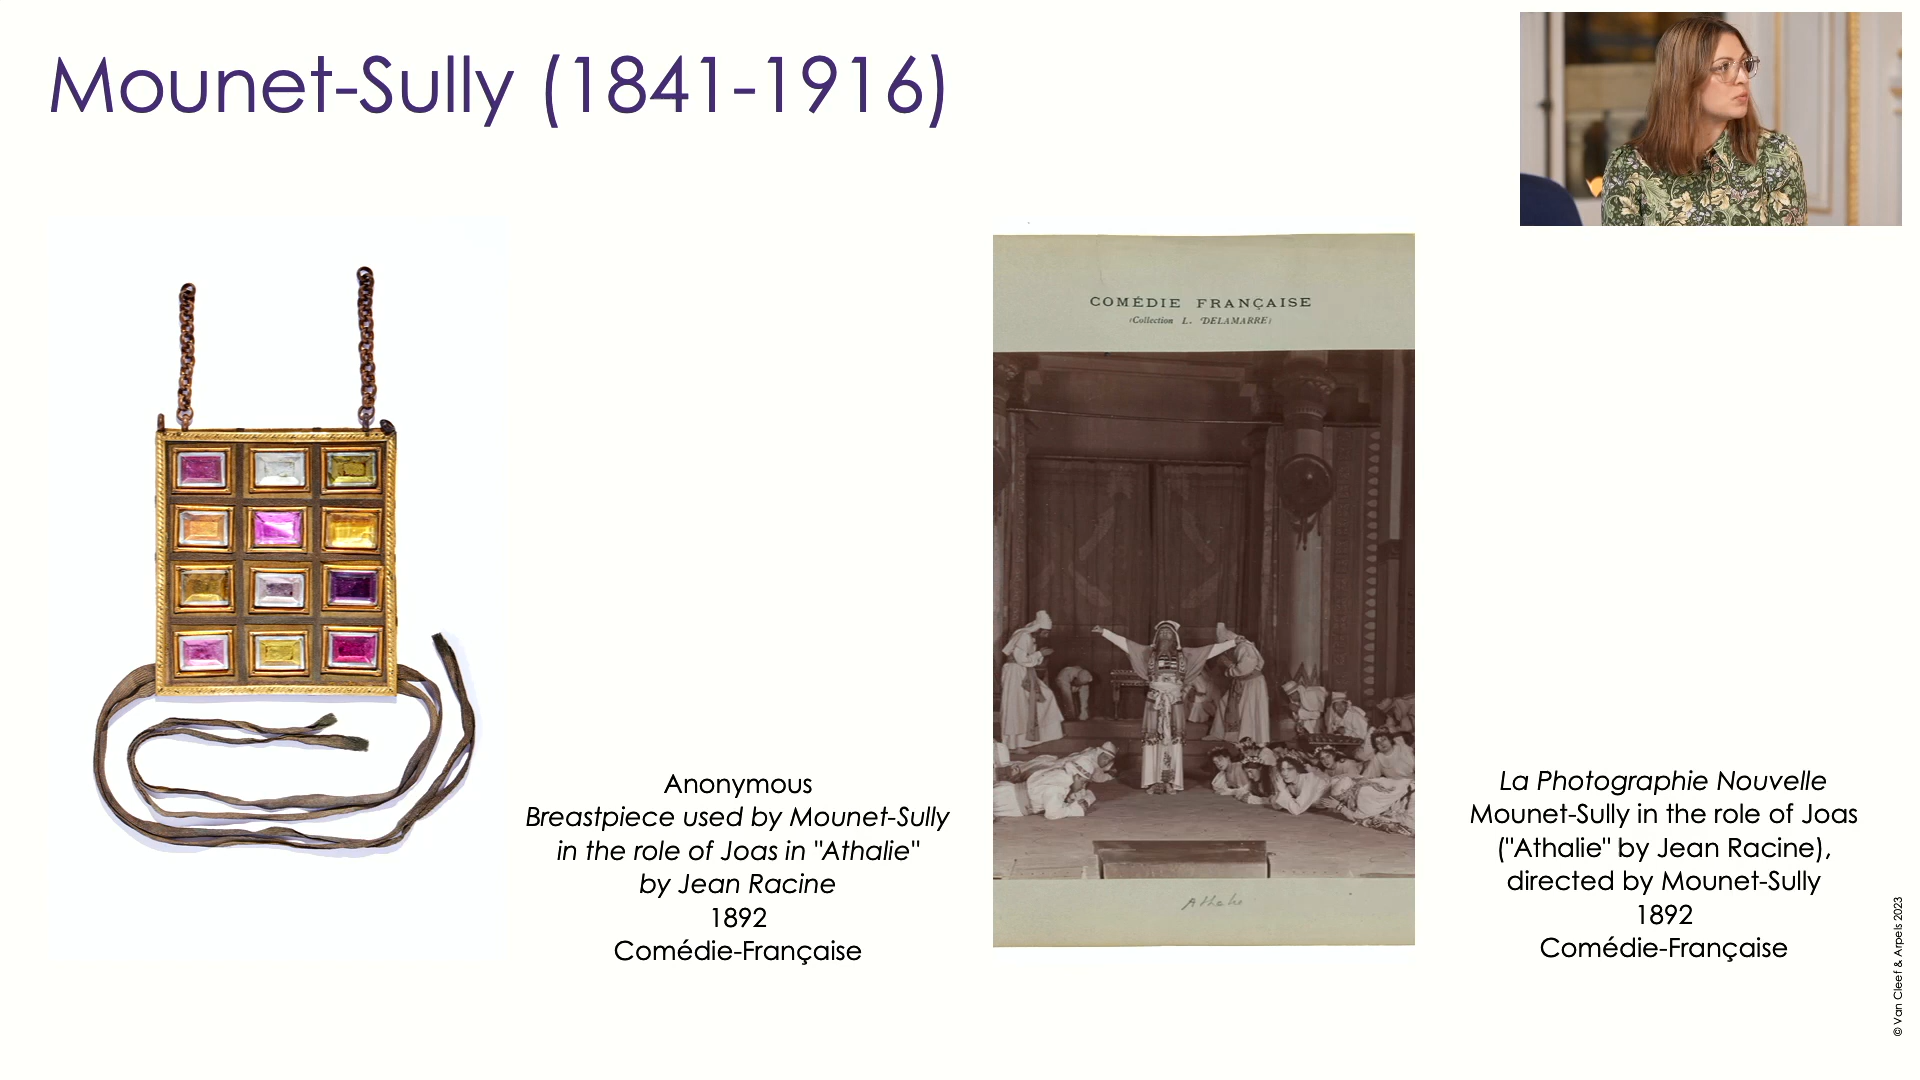 Mounet-Sully (1841-1916)
COMÉDIE FRANÇAISE
(Collection L. DELAMARRE)
Athalie
Anonymous
Breastpiece used by Mounet-Sully
in the role of Joas in "Athalie"
by Jean Racine
1892
Comédie-Française
La Photographie Nouvelle
Mounet-Sully in the role of Joas
("Athalie" by Jean Racine),
directed by Mounet-Sully
1892
Comédie-Française
© Van Cleef & Arpels 2023